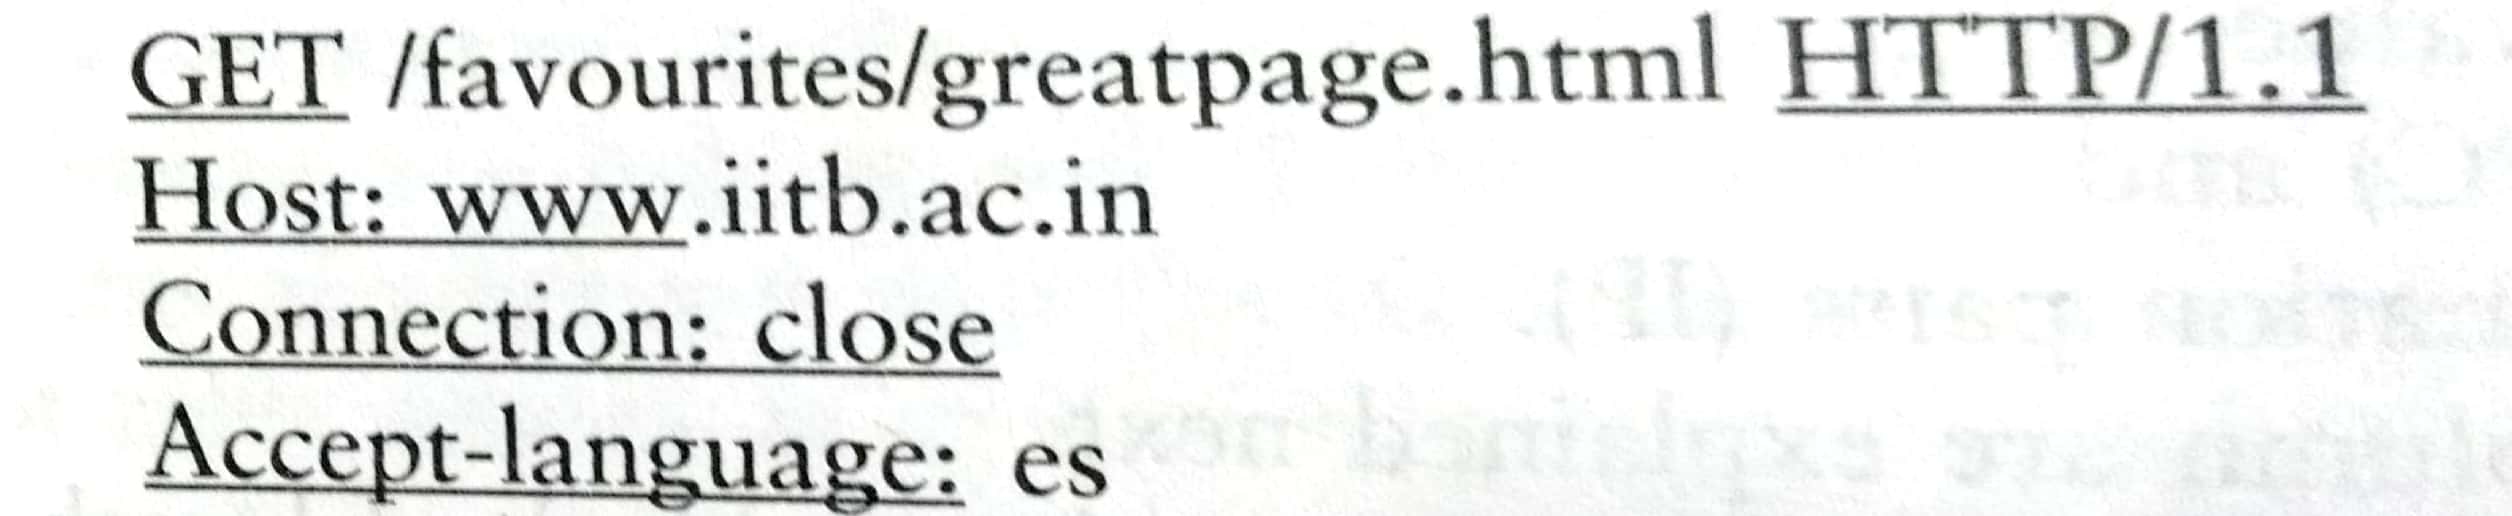 GET /favourites/greatpage.html HTTP/1.1
Host: www.iitb.ac.in
Connection: close
Accept-language: es